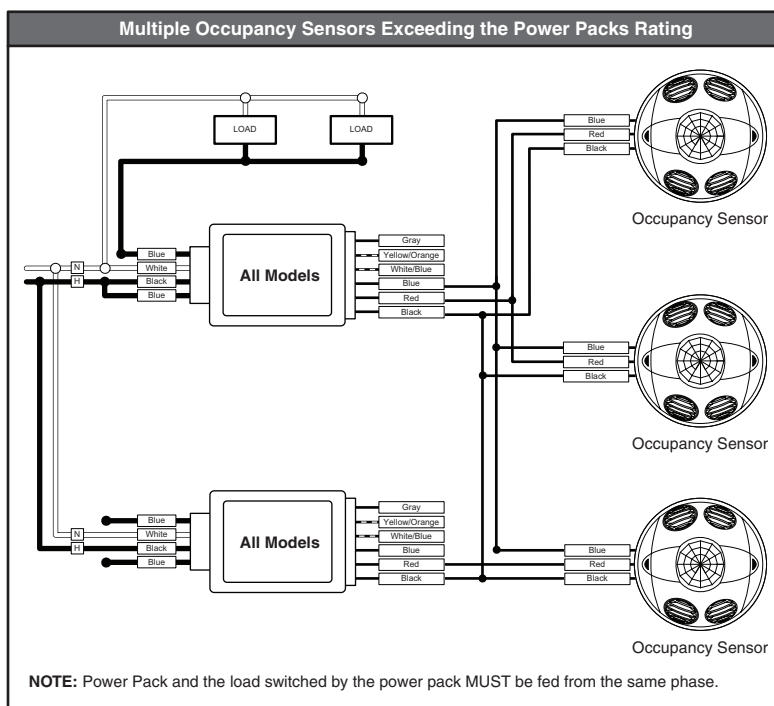 Multiple Occupancy Sensors Exceeding the Power Packs Rating
LOAD
LOAD
Blue
Red
Black
Occupancy Sensor
Blue
N
White
H
Black
Blue
All Models
Gray
Yellow/Orange
White/Blue
Blue
Red
Black
Blue
Red
Black
Occupancy Sensor
Blue
N
White
H
Black
Blue
All Models
Gray
Yellow/Orange
White/Blue
Blue
Red
Black
Blue
Red
Black
Occupancy Sensor
NOTE: Power Pack and the load switched by the power pack MUST be fed from the same phase.